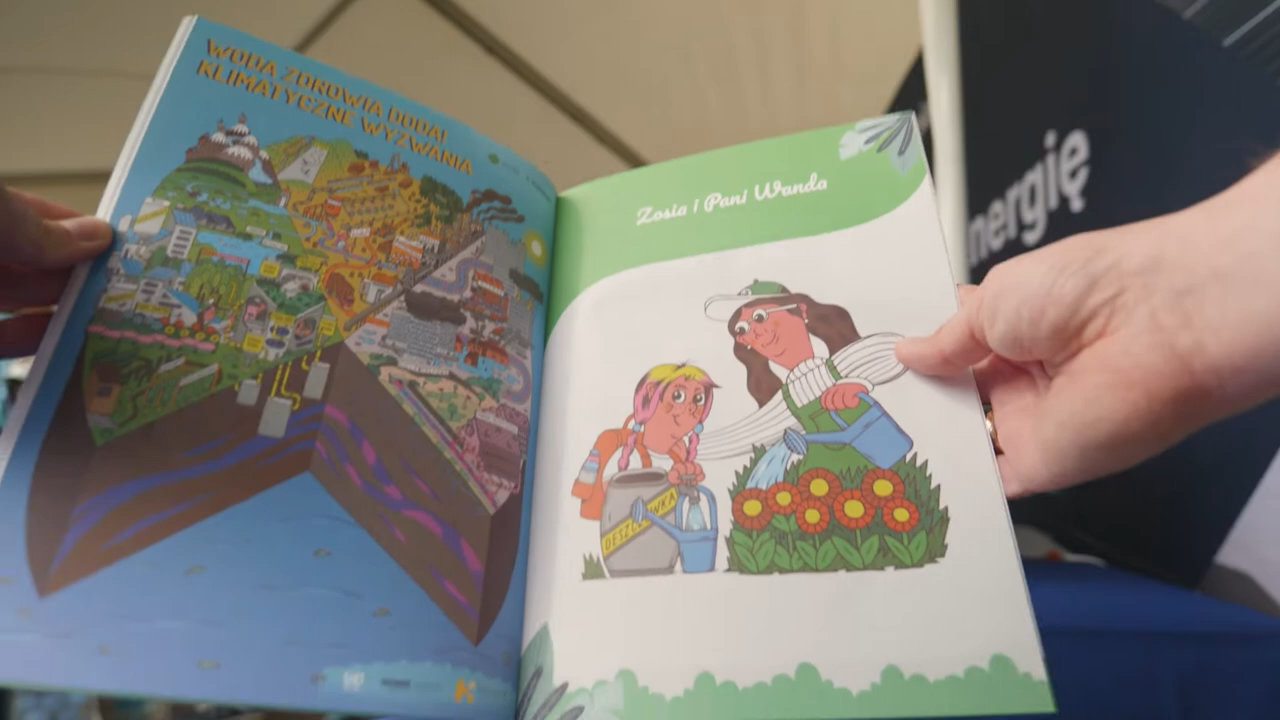 WODA ZDROWIA DODA!
KLIMATYCZNE WYZWANIA
Zosia i Pani Wanda
DESZCZÓWKA
nergię